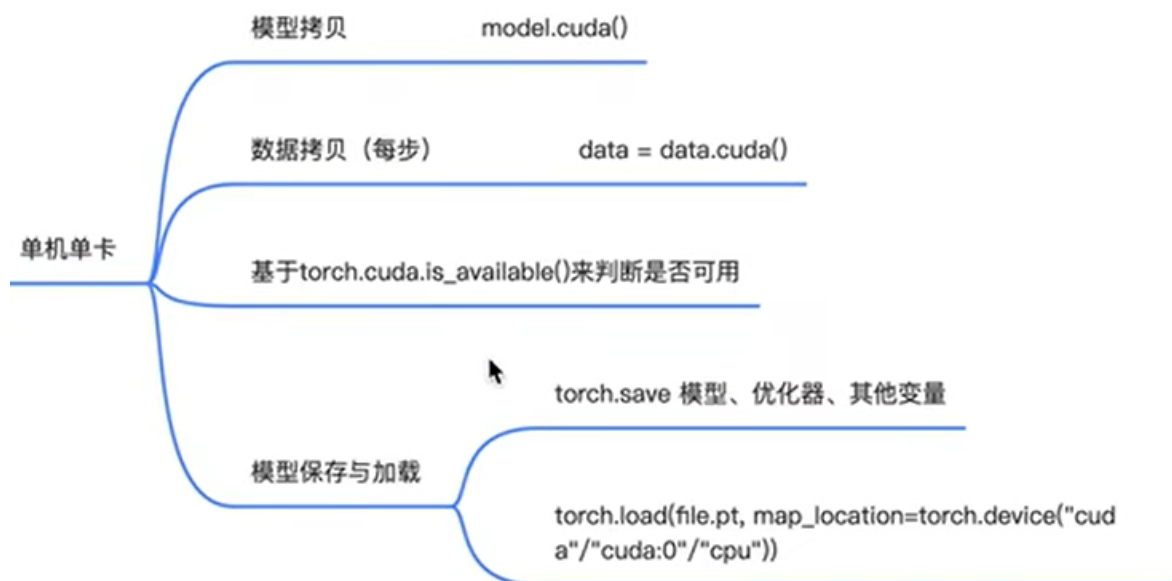 模型拷贝 model.cuda()
数据拷贝（每步） data = data.cuda()
单机单卡
基于torch.cuda.is_available()来判断是否可用
torch.save 模型、优化器、其他变量
模型保存与加载
torch.load(file.pt, map_location=torch.device("cud
a"/"cuda:0"/"cpu"))